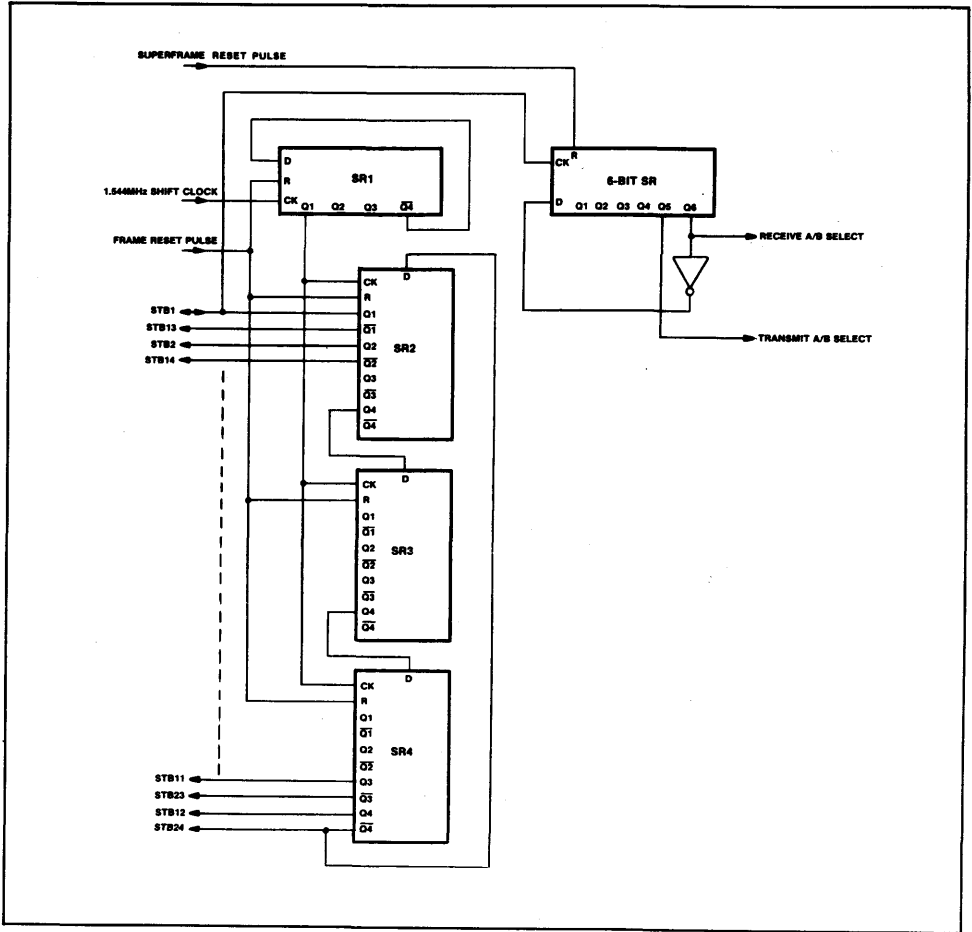 SUPERFRAME RESET PULSE
D
R
CK
SR1
Q1 Q2 Q3 Q̅4̅
1.544MHz SHIFT CLOCK
FRAME RESET PULSE
CK
R
D
6-BIT SR
Q1 Q2 Q3 Q4 Q5 Q6
RECEIVE A/B SELECT
TRANSMIT A/B SELECT
STB1
STB13
STB2
STB14
D
CK
R
Q1
Q̅1̅
Q2
Q̅2̅
Q3
Q̅3̅
Q4
Q̅4̅
SR2
D
CK
R
Q1
Q̅1̅
Q2
Q̅2̅
Q3
Q̅3̅
Q4
Q̅4̅
SR3
D
CK
R
Q1
Q̅1̅
Q2
Q̅2̅
Q3
Q̅3̅
Q4
Q̅4̅
SR4
STB11
STB23
STB12
STB24